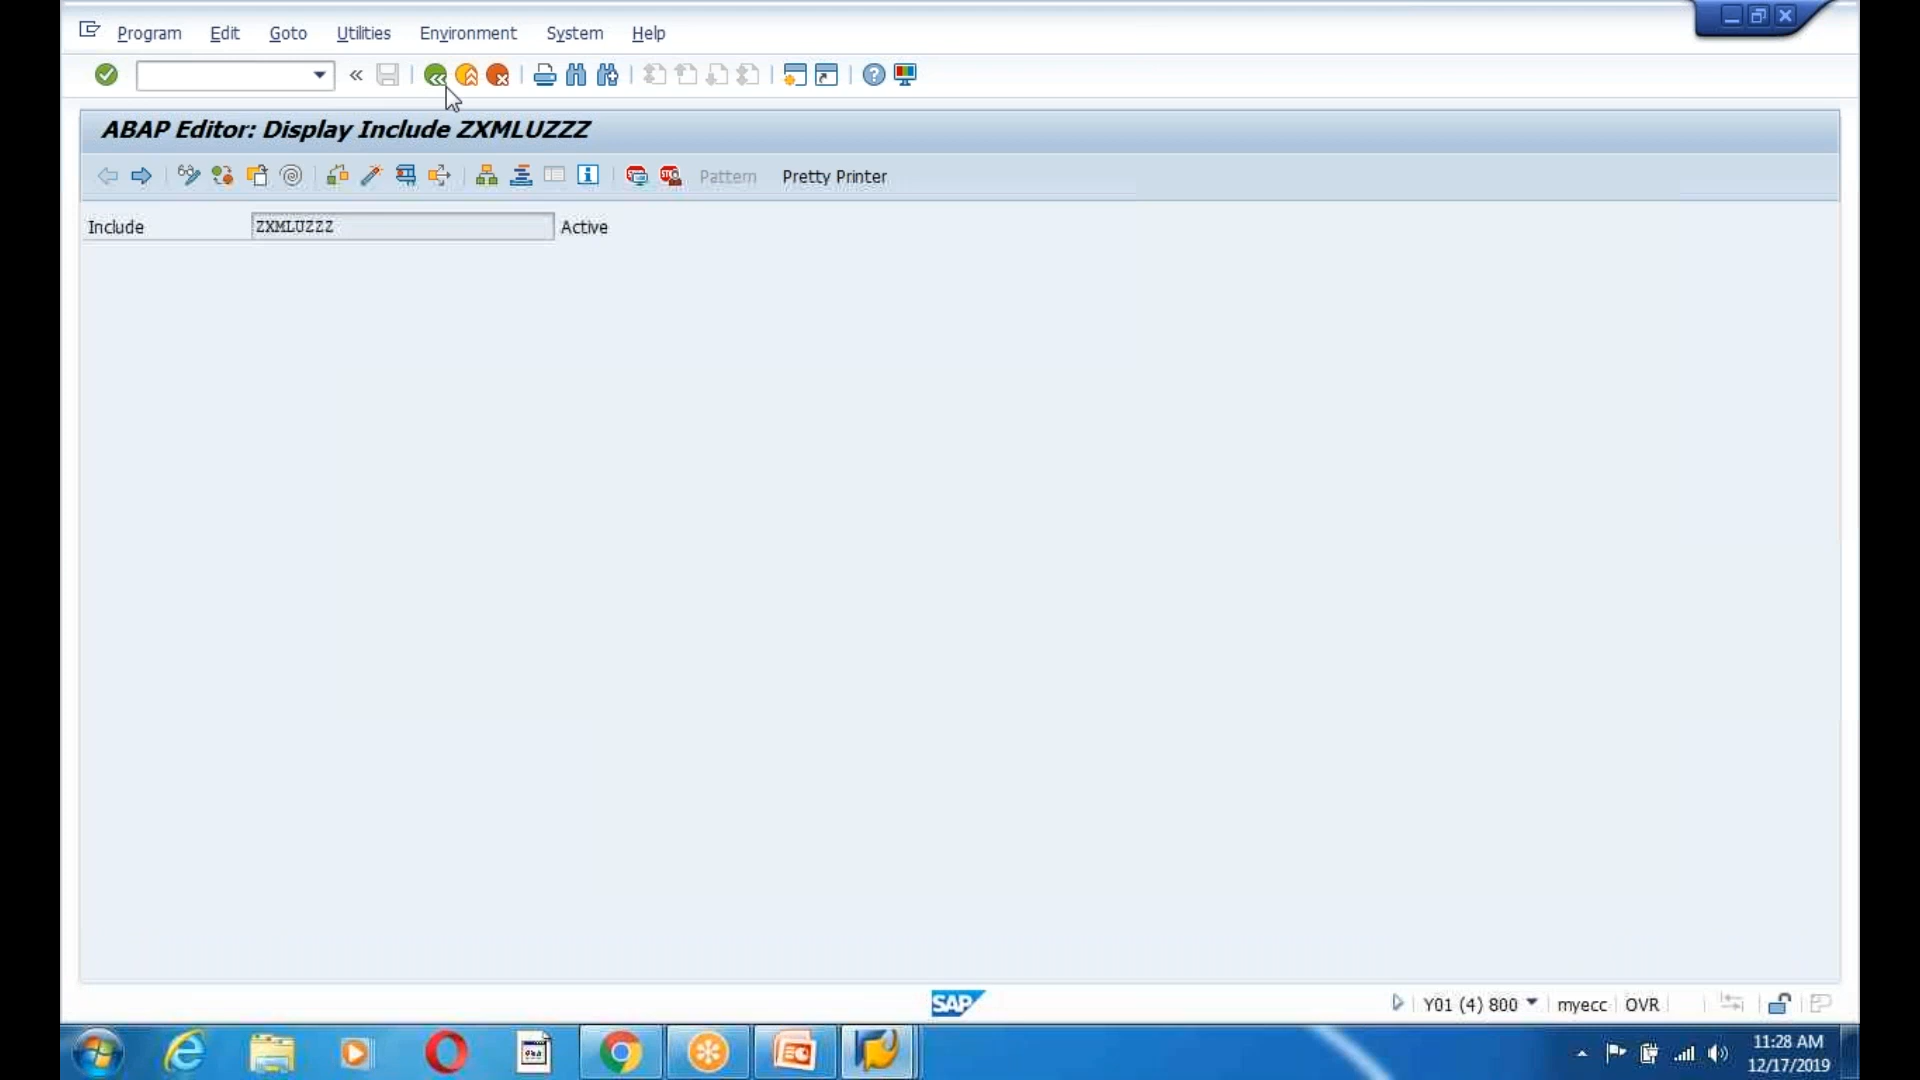 Program Edit Goto Utilities Environment System Help
ABAP Editor: Display Include ZXMLUZZZ
Pattern Pretty Printer
Include ZXMLUZZZ Active
SAP
Y01 (4) 800 myecc OVR
11:28 AM
12/17/2019